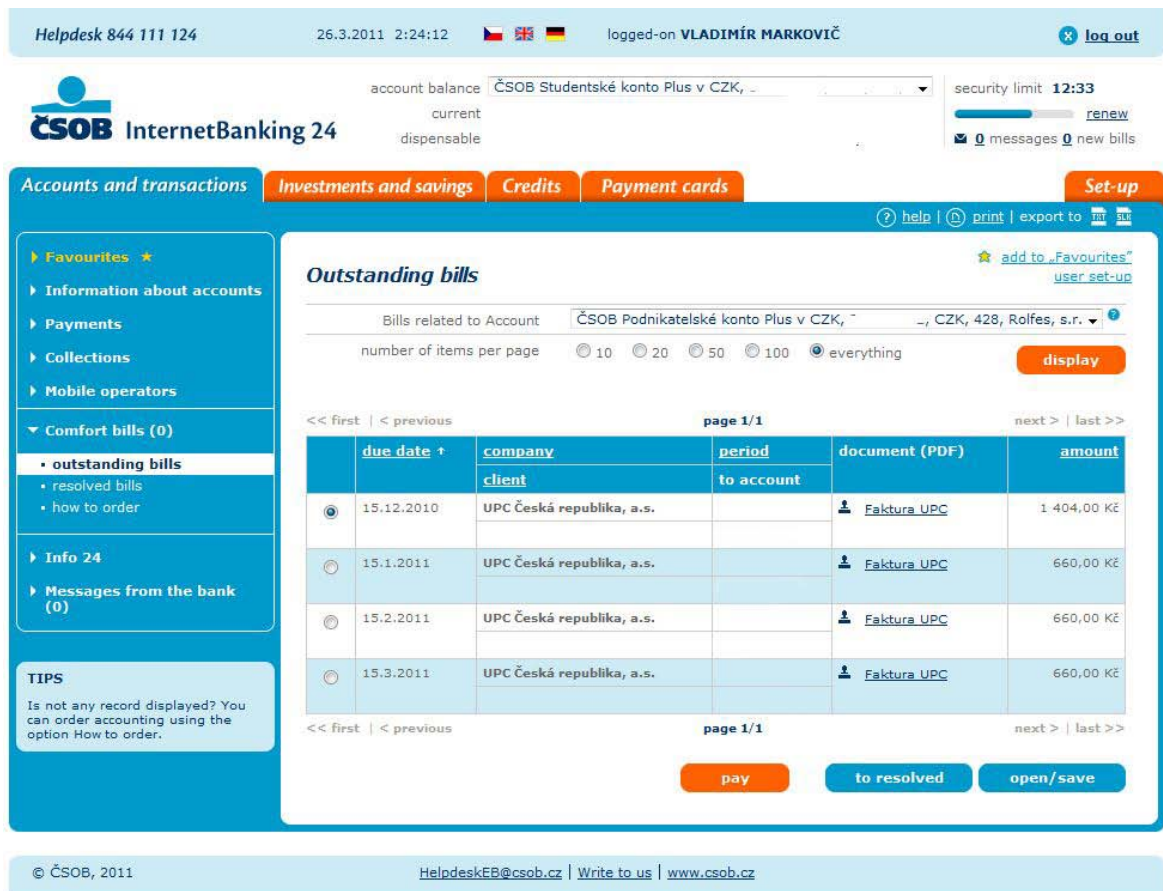 Helpdesk 844 111 124 26.3.2011 2:24:12 logged-on VLADIMÍR MARKOVIČ x log out
account balance ČSOB Studentské konto Plus v CZK, security limit 12:33
current renew
ČSOB InternetBanking 24 dispensable 0 messages 0 new bills
Accounts and transactions Investments and savings Credits Payment cards Set-up
? help | print | export to TXT SLK
Favourites
Information about accounts
Payments
Collections
Mobile operators
Comfort bills (0)
outstanding bills
resolved bills
how to order
Info 24
Messages from the bank
(0)
TIPS
Is not any record displayed? You
can order accounting using the
option How to order.
add to „Favourites”
Outstanding bills user set-up
Bills related to Account ČSOB Podnikatelské konto Plus v CZK, CZK, 428, Rolfes, s.r. ?
number of items per page 10 20 50 100 everything display
<< first | < previous page 1/1 next > | last >>
due date ↑ company period document (PDF) amount
client to account
15.12.2010 UPC Česká republika, a.s. Faktura UPC 1 404,00 Kč
15.1.2011 UPC Česká republika, a.s. Faktura UPC 660,00 Kč
15.2.2011 UPC Česká republika, a.s. Faktura UPC 660,00 Kč
15.3.2011 UPC Česká republika, a.s. Faktura UPC 660,00 Kč
<< first | < previous page 1/1 next > | last >>
pay to resolved open/save
© ČSOB, 2011 HelpdeskEB@csob.cz | Write to us | www.csob.cz